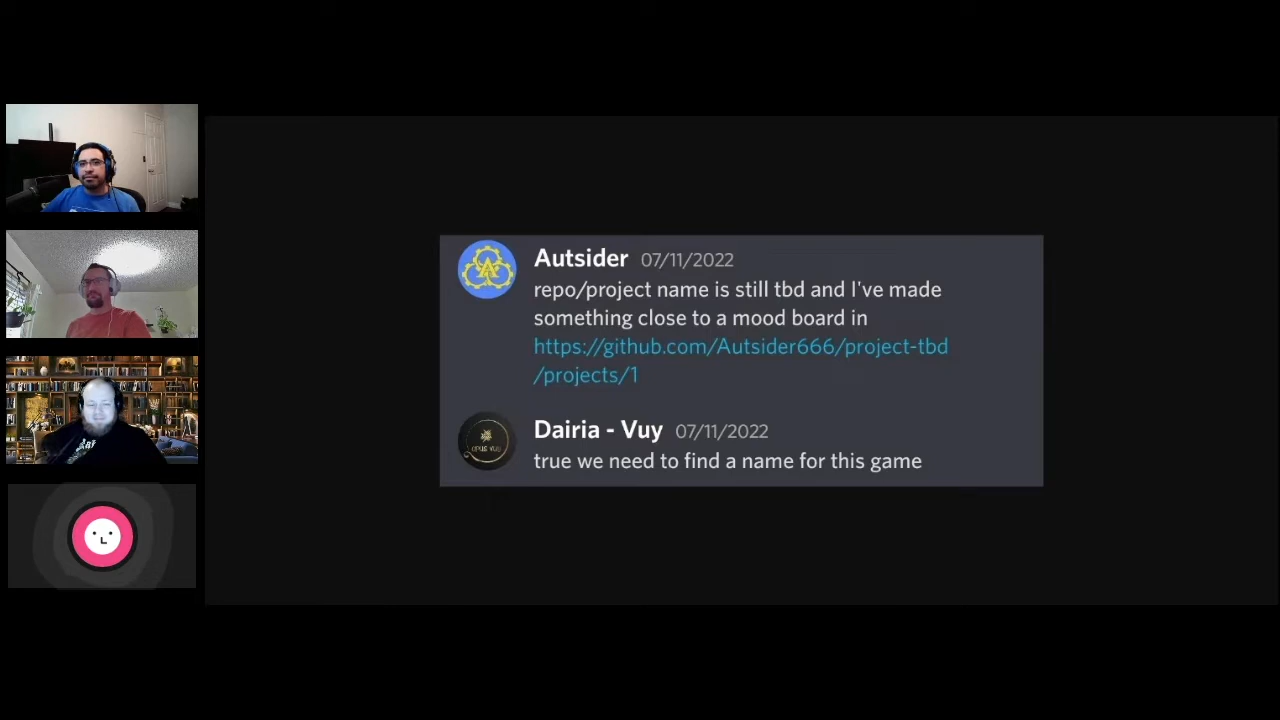 Autsider 07/11/2022
repo/project name is still tbd and I've made
something close to a mood board in
https://github.com/Autsider666/project-tbd
/projects/1
Dairia - Vuy 07/11/2022
true we need to find a name for this game